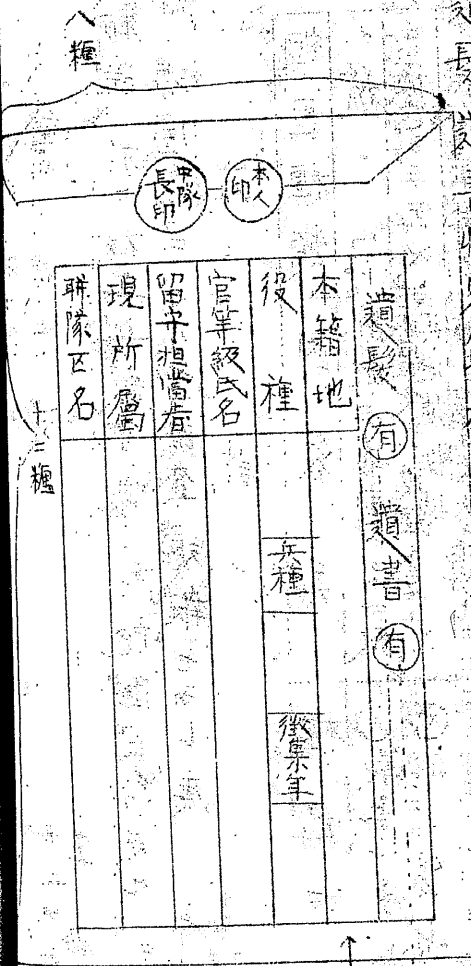 八糎
本人印
中隊長印
遺髪 有 遺書 有
本籍地
役種 兵種 徴集年
官等級氏名
留守担當者
現所屬
聯隊区名
十二糎